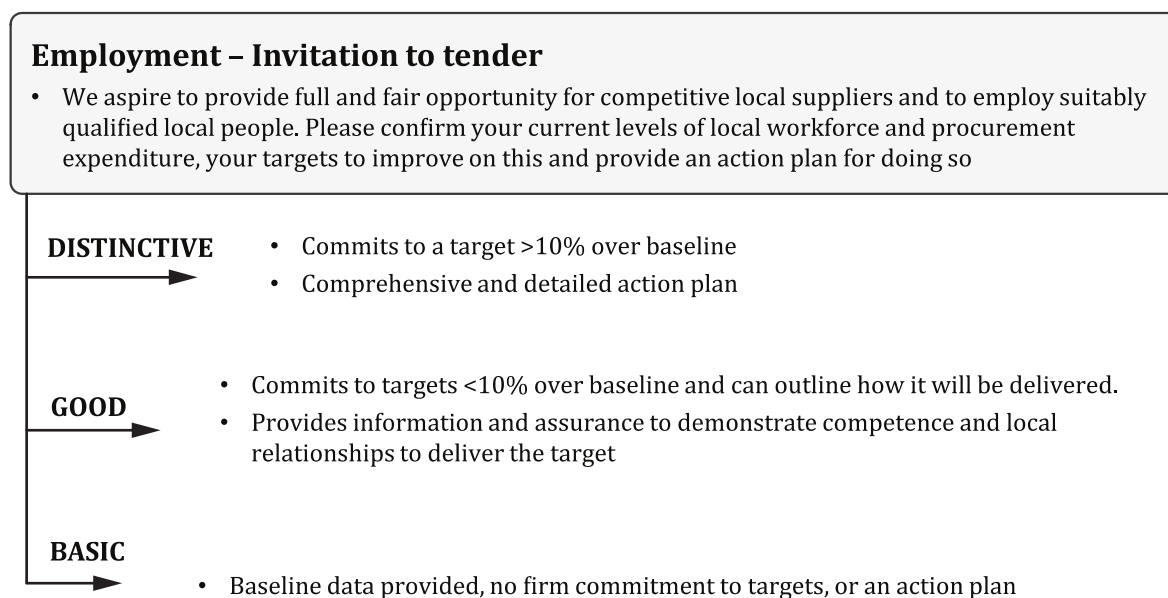 Employment – Invitation to tender
• We aspire to provide full and fair opportunity for competitive local suppliers and to employ suitably
qualified local people. Please confirm your current levels of local workforce and procurement
expenditure, your targets to improve on this and provide an action plan for doing so
DISTINCTIVE
• Commits to a target >10% over baseline
• Comprehensive and detailed action plan
GOOD
• Commits to targets <10% over baseline and can outline how it will be delivered.
• Provides information and assurance to demonstrate competence and local
relationships to deliver the target
BASIC
• Baseline data provided, no firm commitment to targets, or an action plan